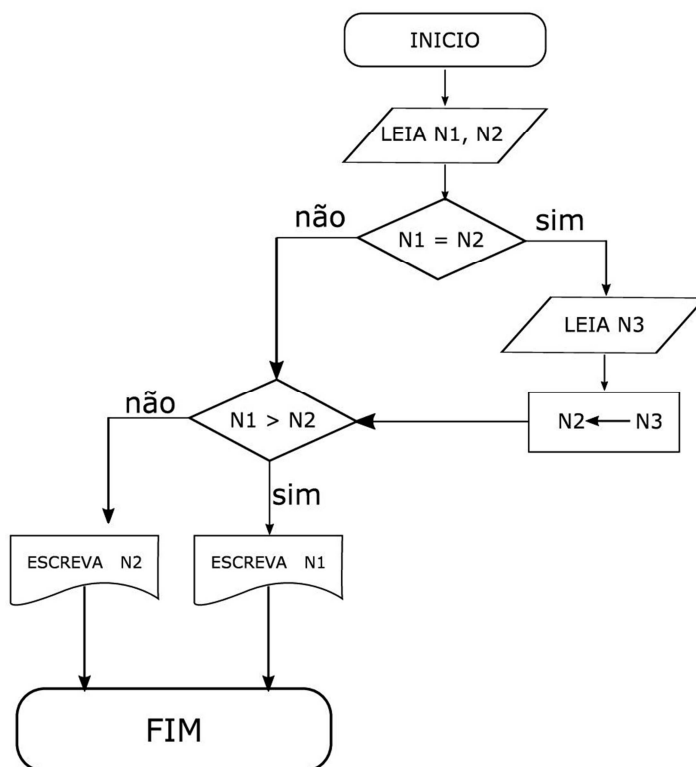 INICIO
LEIA N1, N2
não
sim
N1 = N2
LEIA N3
não
N1 > N2
N2 ← N3
sim
ESCREVA N2
ESCREVA N1
FIM